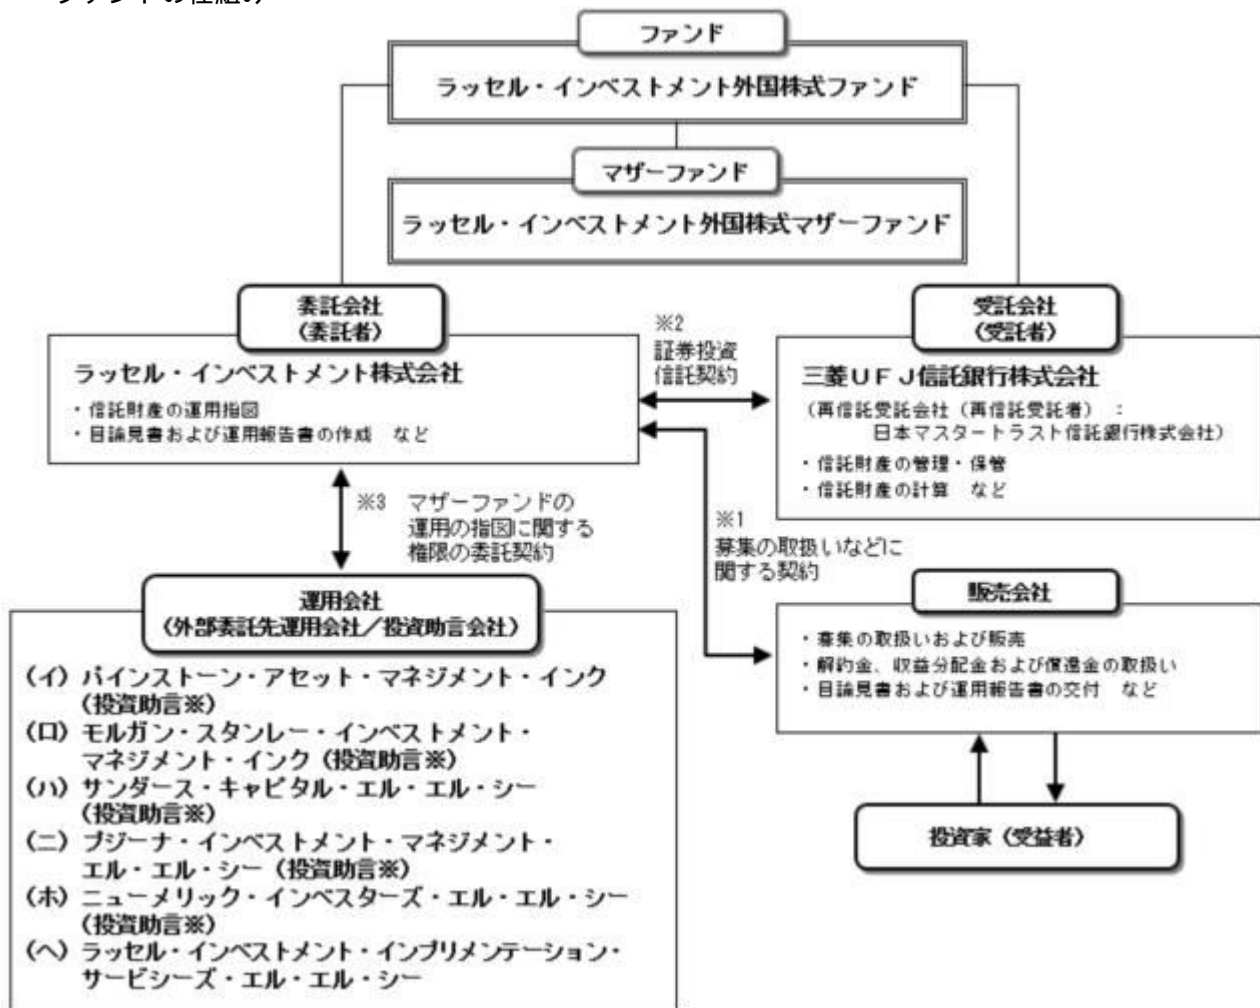 ファンドの仕組み
ファンド
ラッセル・インベストメント外国株式ファンド
マザーファンド
ラッセル・インベストメント外国株式マザーファンド
委託会社
（委託者）
ラッセル・インベストメント株式会社
・信託財産の運用指図
・目論見書および運用報告書の作成　など
※2
証券投資
信託契約
受託会社
（受託者）
三菱ＵＦＪ信託銀行株式会社
（再信託受託会社（再信託受託者）：
日本マスタートラスト信託銀行株式会社）
・信託財産の管理・保管
・信託財産の計算　など
※3　マザーファンドの
運用の指図に関する
権限の委託契約
※1
募集の取扱いなどに
関する契約
運用会社
（外部委託先運用会社／投資助言会社）
（イ）パインストーン・アセット・マネジメント・インク
（投資助言※）
（ロ）モルガン・スタンレー・インベストメント・
マネジメント・インク（投資助言※）
（ハ）サンダース・キャピタル・エル・エル・シー
（投資助言※）
（ニ）プジーナ・インベストメント・マネジメント・
エル・エル・シー（投資助言※）
（ホ）ニューメリック・インベスターズ・エル・エル・シー
（投資助言※）
（ヘ）ラッセル・インベストメント・インプリメンテーション・
サービシーズ・エル・エル・シー
販売会社
・募集の取扱いおよび販売
・解約金、収益分配金および償還金の取扱い
・目論見書および運用報告書の交付　など
投資家（受益者）